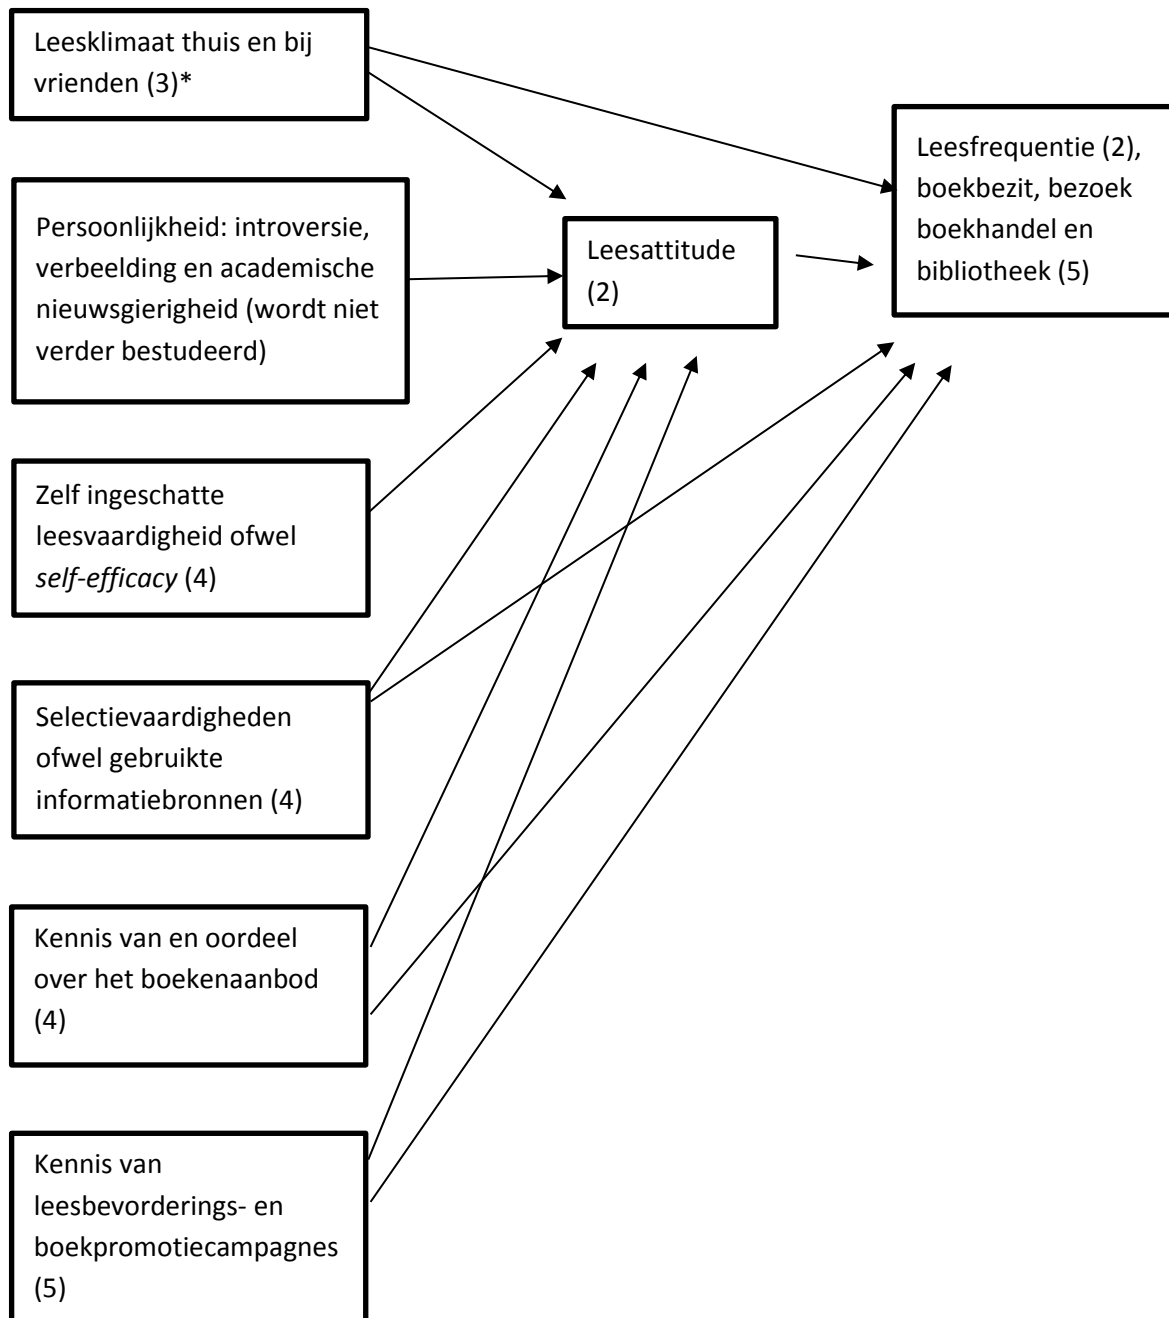 Leesklimaat thuis en bij
vrienden (3)*
Persoonlijkheid: introversie,
verbeelding en academische
nieuwsgierigheid (wordt niet
verder bestudeerd)
Zelf ingeschatte
leesvaardigheid ofwel
self-efficacy (4)
Selectievaardigheden
ofwel gebruikte
informatiebronnen (4)
Kennis van en oordeel
over het boekenaanbod
(4)
Kennis van
leesbevorderings- en
boekpromotiecampagnes
(5)
Leesattitude
(2)
Leesfrequentie (2),
boekbezit, bezoek
boekhandel en
bibliotheek (5)